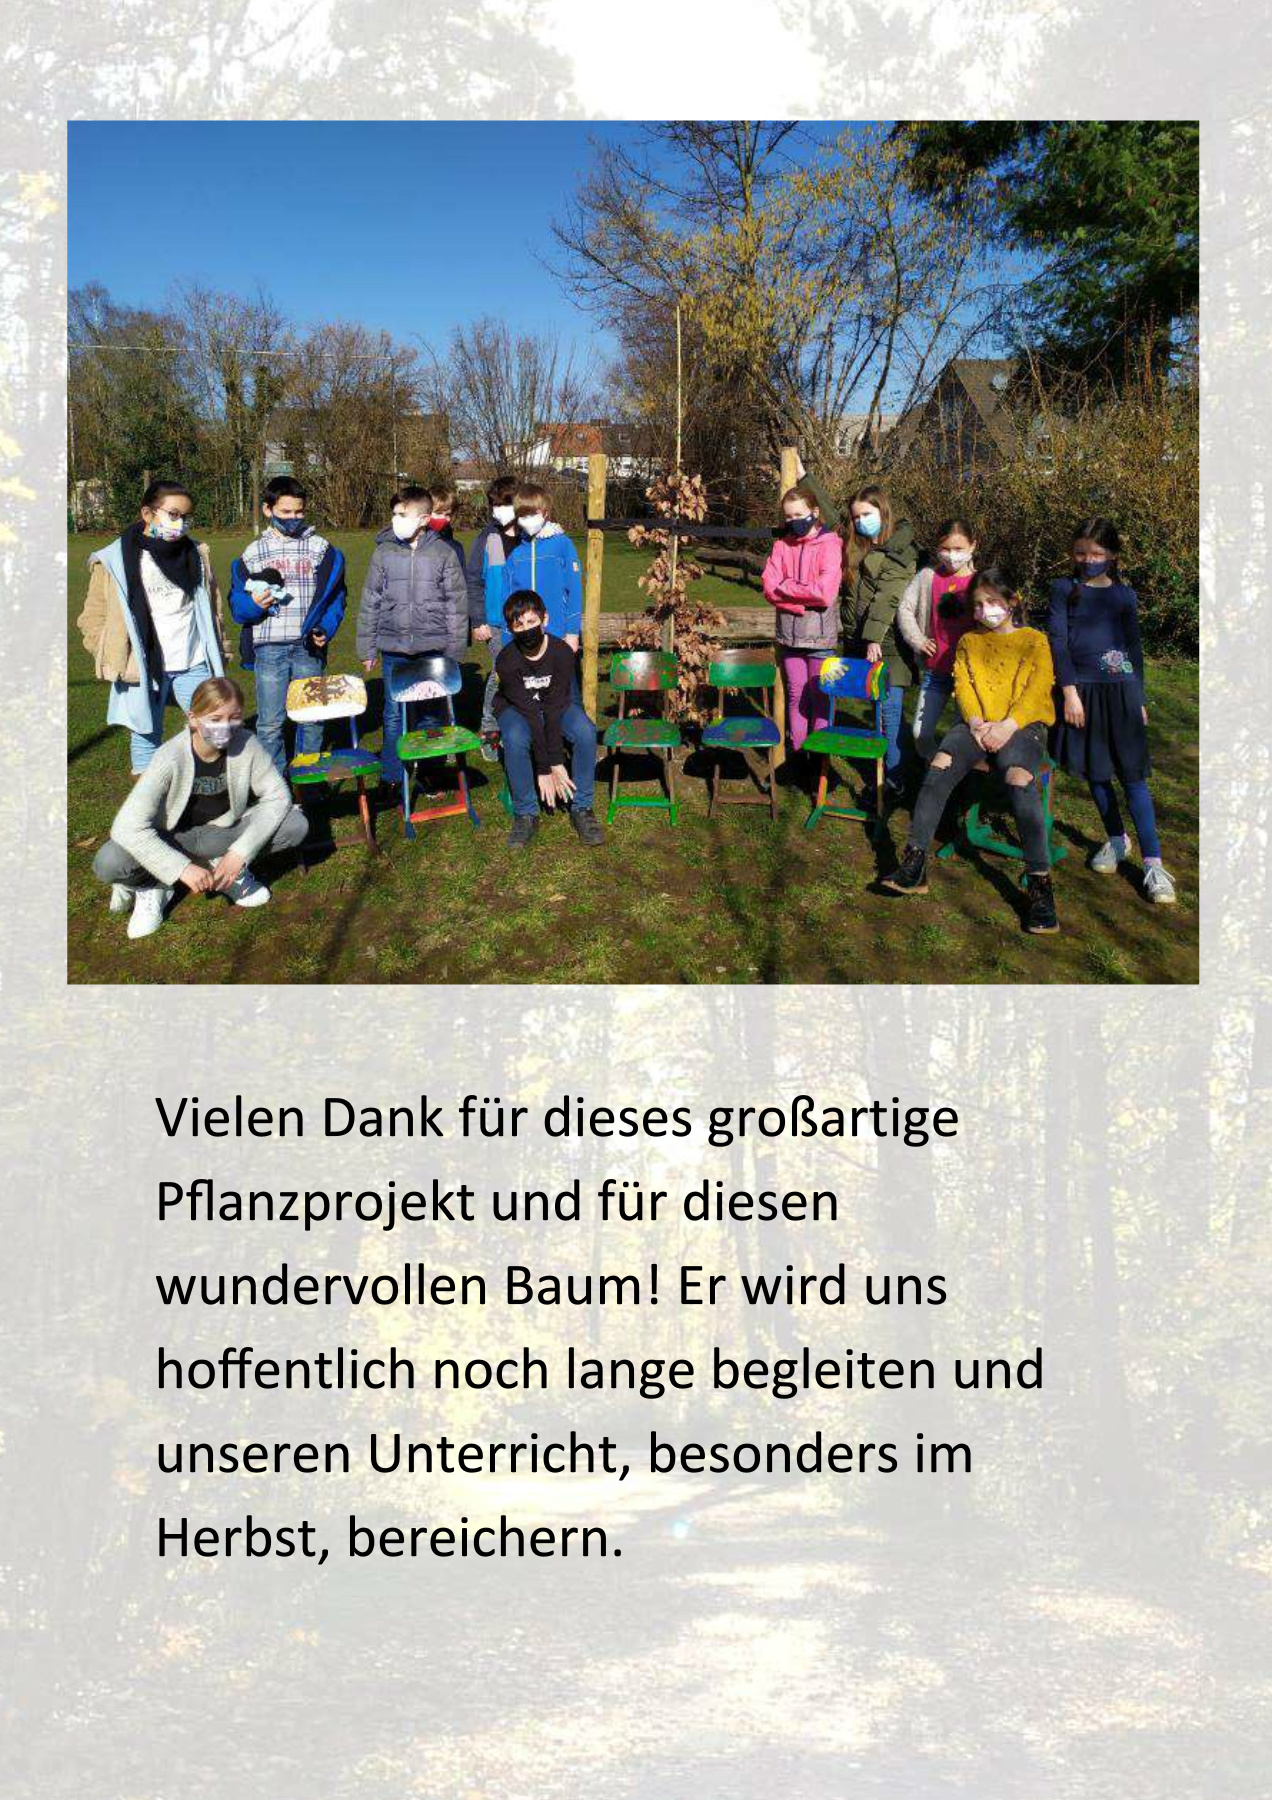 Vielen Dank für dieses großartige
Pflanzprojekt und für diesen
wundervollen Baum! Er wird uns
hoffentlich noch lange begleiten und
unseren Unterricht, besonders im
Herbst, bereichern.